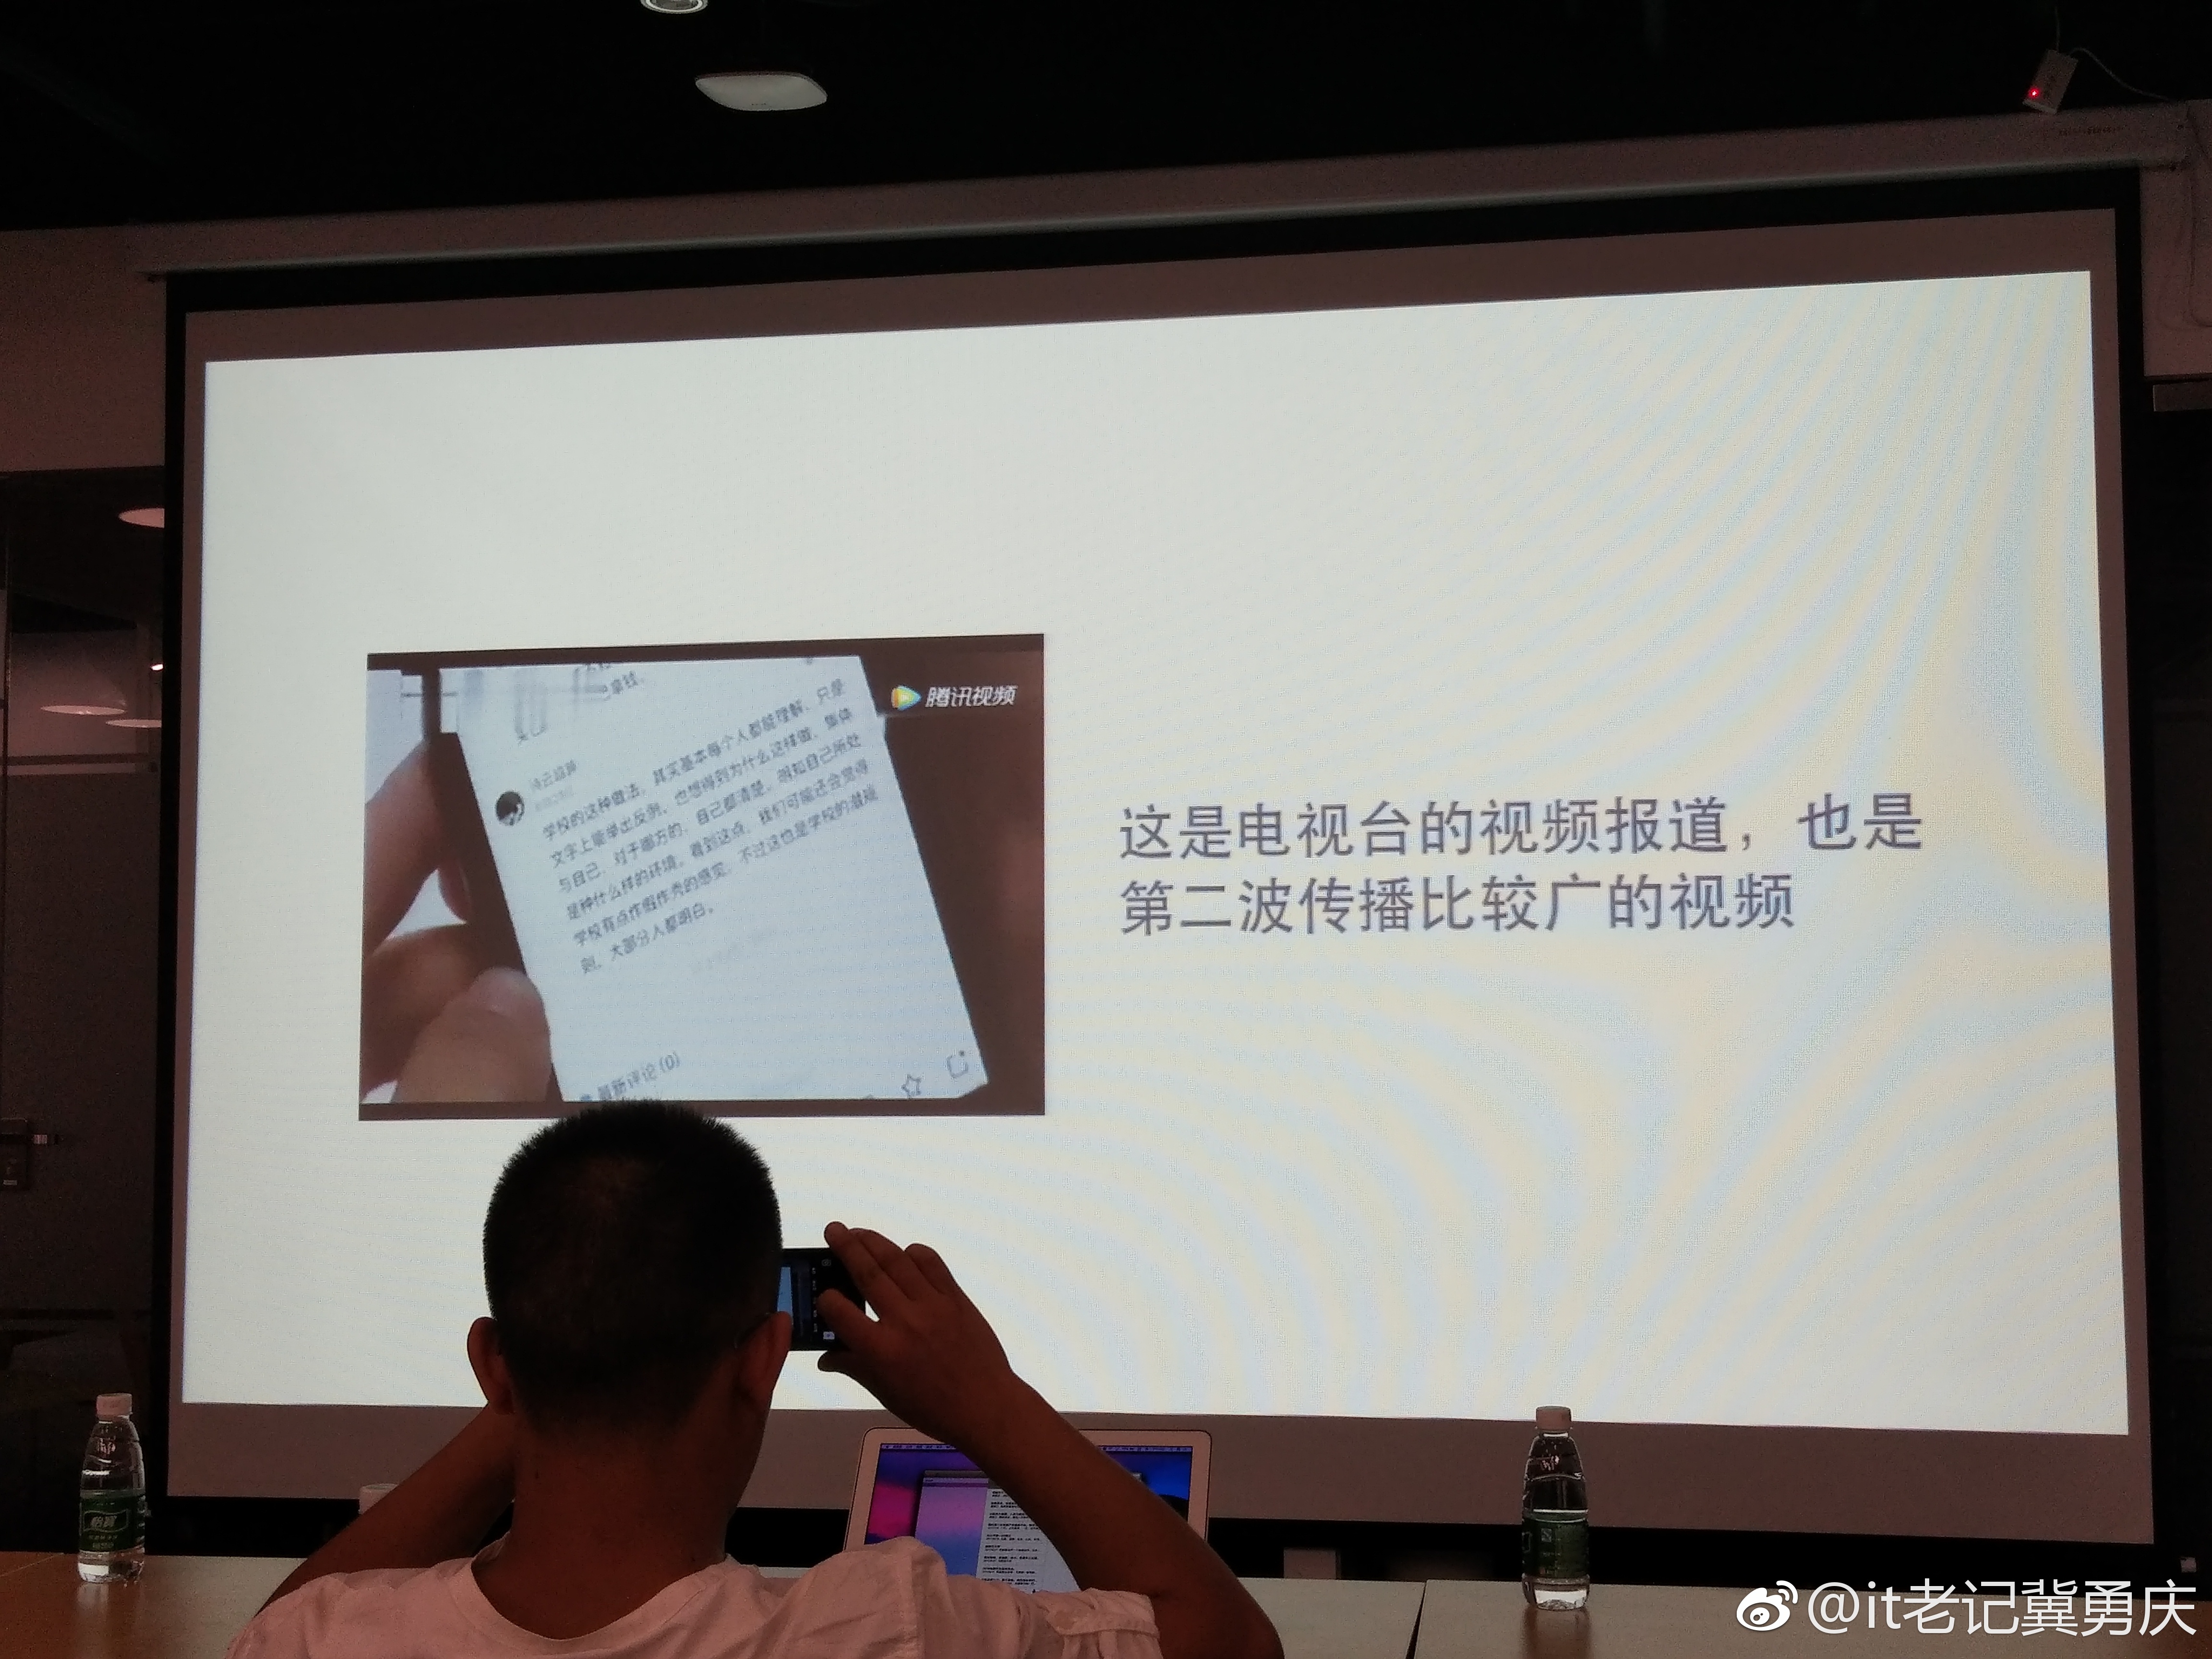 腾讯视频
拿钱。
学校的这种做法，其实基本每个人都能理解，只是
文字上能举出反例。也想得到为什么这样做，集体
与自己，对于哪方的，自己都清楚。明知自己所处
是种什么样的环境。看到这点，我们可能还会觉得
学校有点作假作秀的感觉，不过这也是学校的潜规
则。大部分人都明白。
最新评论(0)
这是电视台的视频报道，也是
第二波传播比较广的视频
怡宝
@it老记冀勇庆